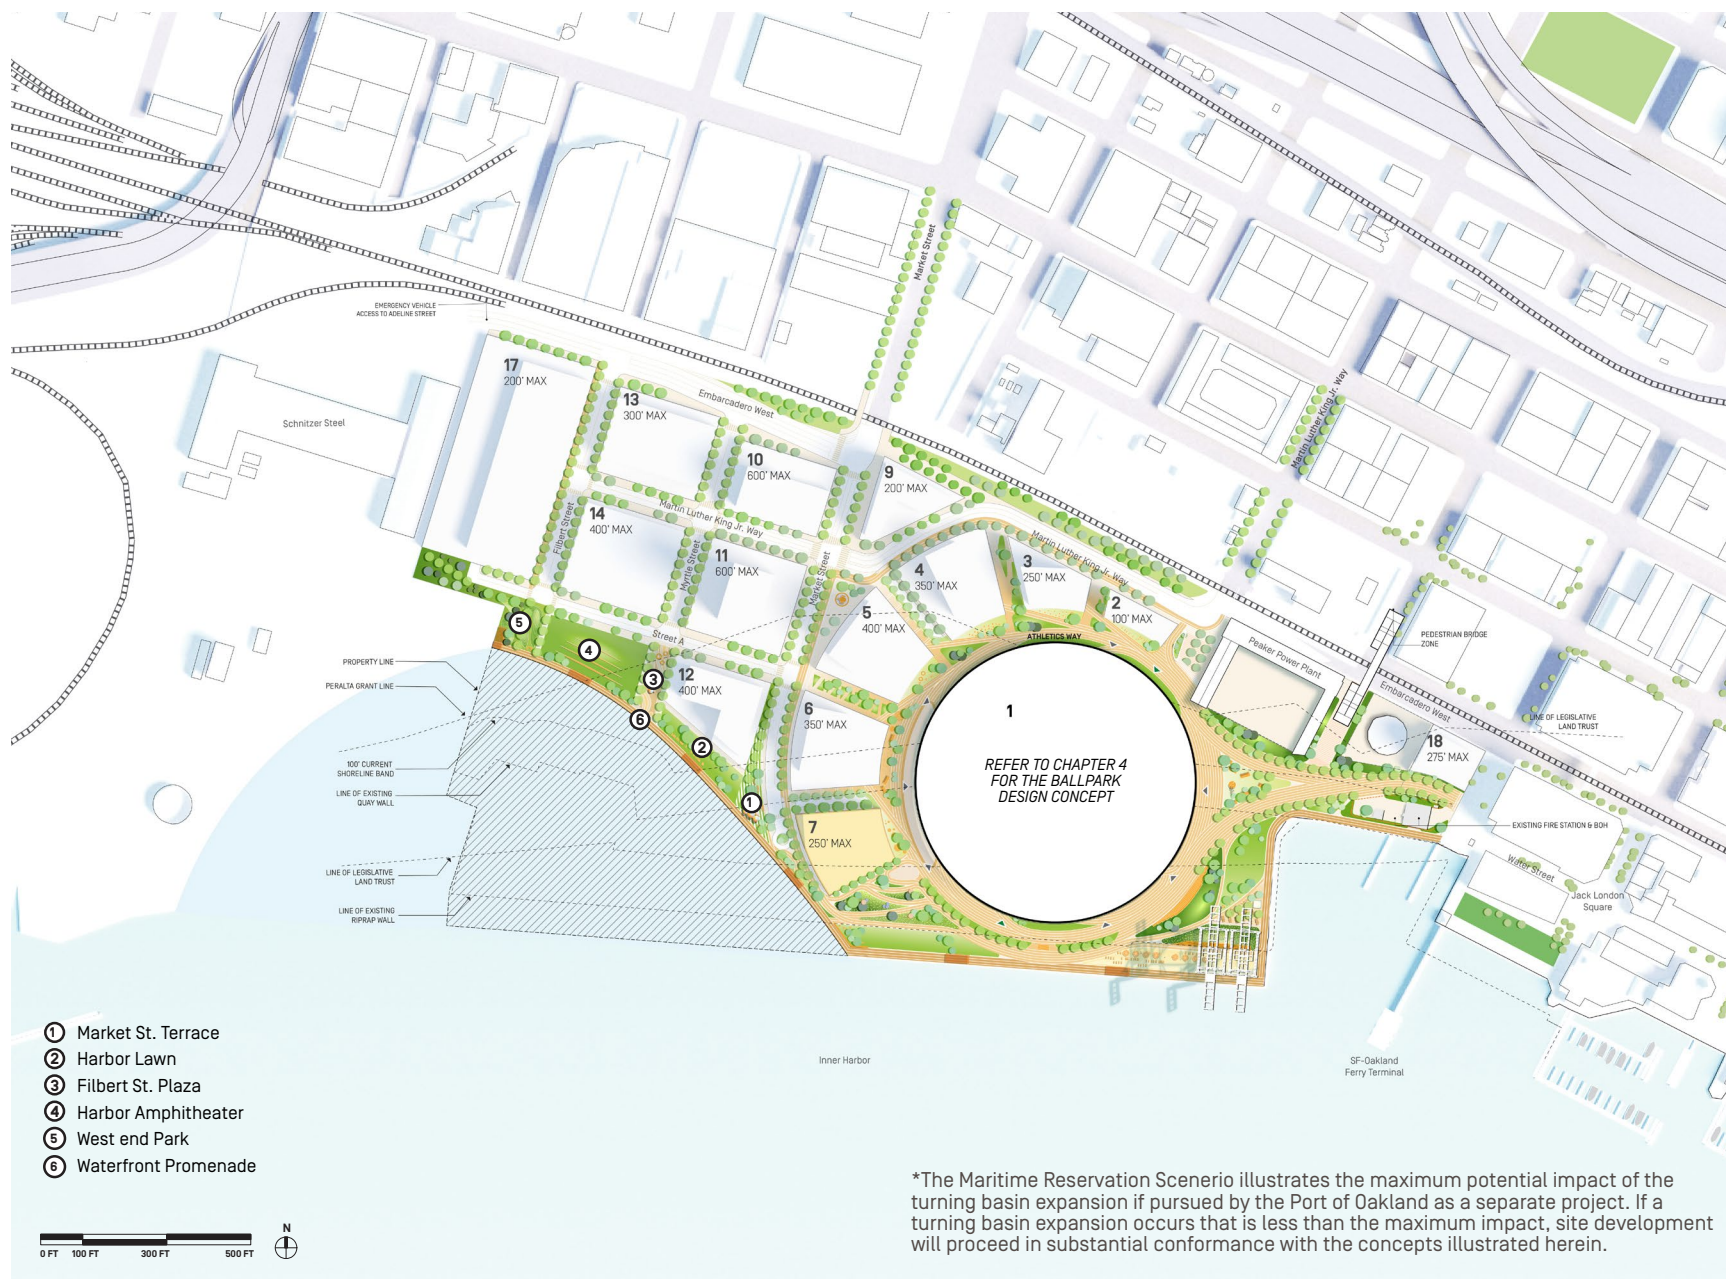 Market Street
EMERGENCY VEHICLE
ACCESS TO ADELINE STREET
17
200' MAX
13
300' MAX
Embarcadero West
Martin Luther King Jr. Way
Schnitzer Steel
10
600' MAX
9
200' MAX
Filbert Street
14
400' MAX
Martin Luther King Jr. Way
Myrtle Street
11
600' MAX
Market Street
4
350' MAX
3
250' MAX
Martin Luther King Jr. Way
2
100' MAX
5
400' MAX
5
4
Street A
ATHLETICS WAY
Peaker Power Plant
PEDESTRIAN BRIDGE
ZONE
PROPERTY LINE
PERALTA GRANT LINE
3
12
400' MAX
6
2
6
350' MAX
1
REFER TO CHAPTER 4
FOR THE BALLPARK
DESIGN CONCEPT
Embarcadero West
LINE OF LEGISLATIVE
LAND TRUST
18
275' MAX
100' CURRENT
SHORELINE BAND
LINE OF EXISTING
QUAY WALL
1
7
250' MAX
EXISTING FIRE STATION & BOH
LINE OF LEGISLATIVE
LAND TRUST
Water Street
Jack London
Square
LINE OF EXISTING
RIPRAP WALL
Inner Harbor
SF-Oakland
Ferry Terminal
1 Market St. Terrace
2 Harbor Lawn
3 Filbert St. Plaza
4 Harbor Amphitheater
5 West end Park
6 Waterfront Promenade
*The Maritime Reservation Scenerio illustrates the maximum potential impact of the
turning basin expansion if pursued by the Port of Oakland as a separate project. If a
turning basin expansion occurs that is less than the maximum impact, site development
will proceed in substantial conformance with the concepts illustrated herein.
N
0 FT 100 FT 300 FT 500 FT